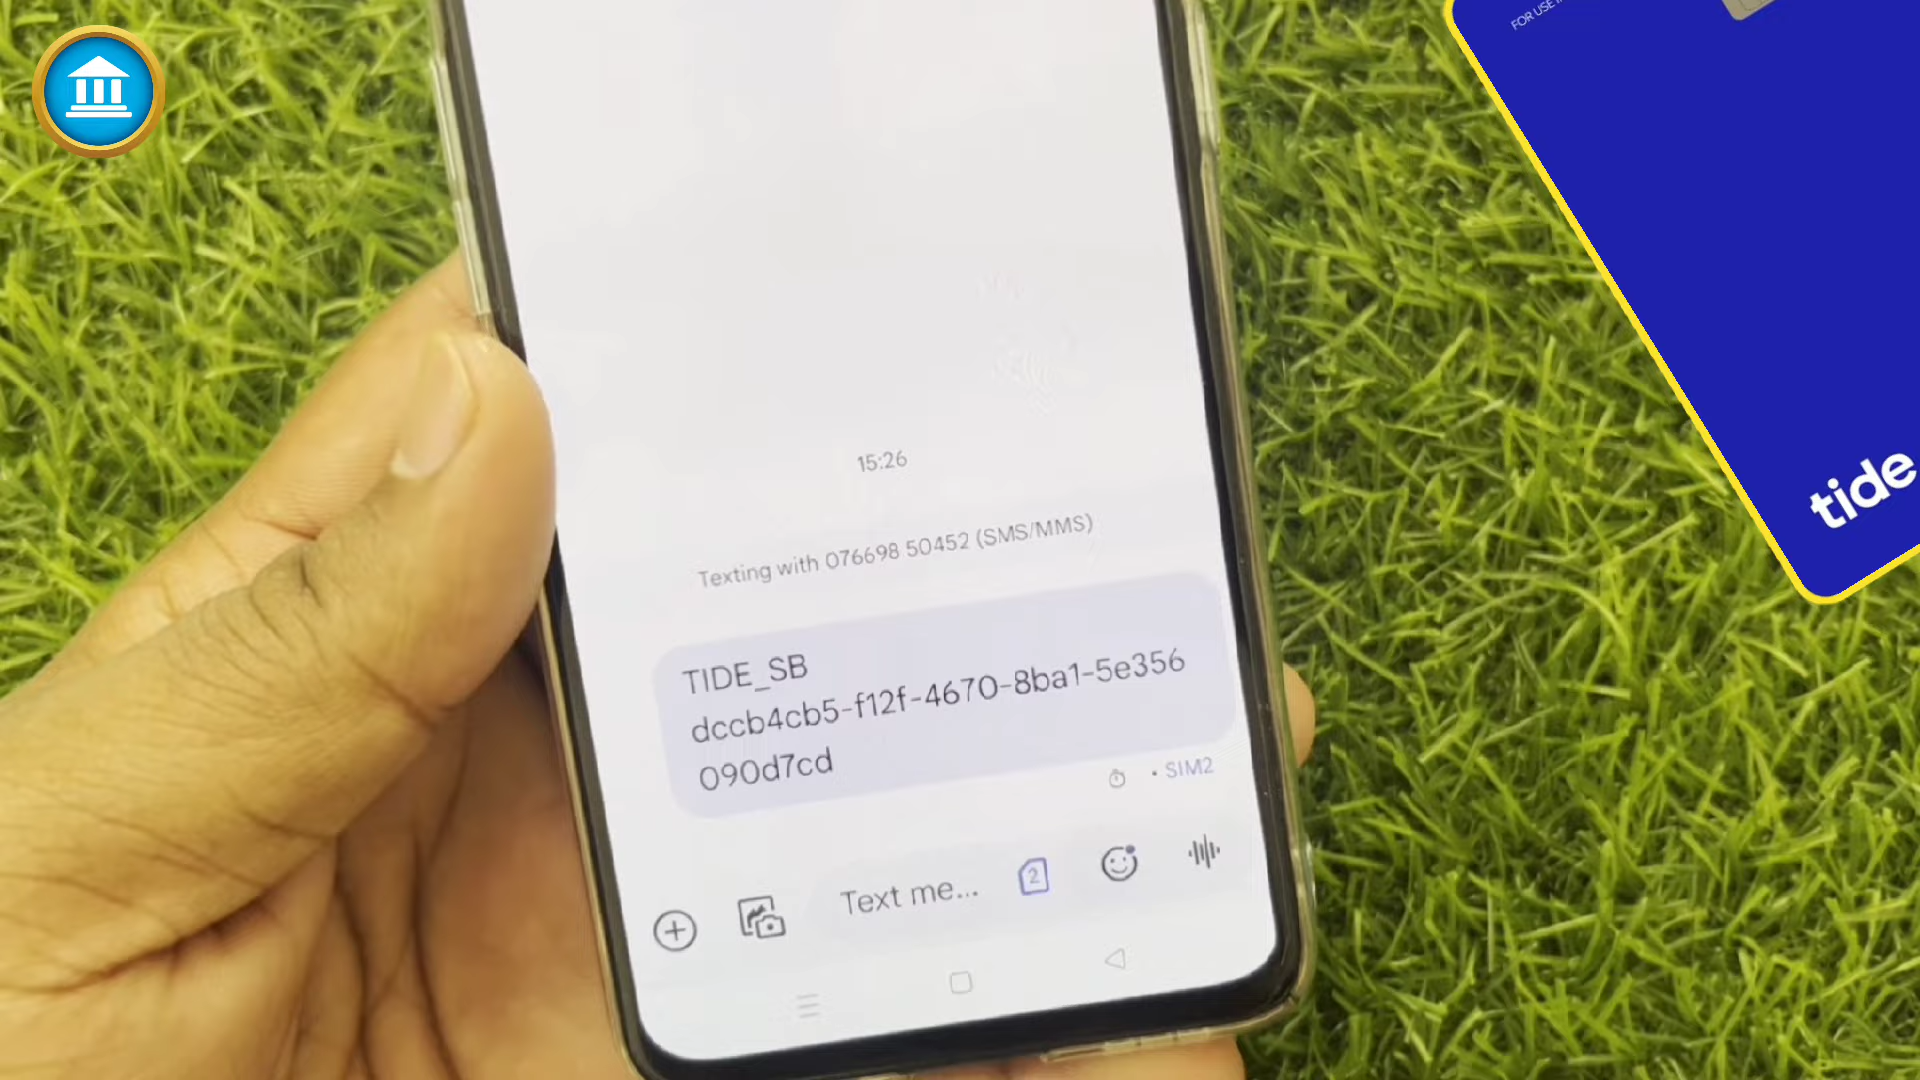 FOR USE
15:26
Texting with 076698 50452 (SMS/MMS)
TIDE_SB
dccb4cb5-f12f-4670-8ba1-5e356
090d7cd
• SIM2
Text me...
2
tide